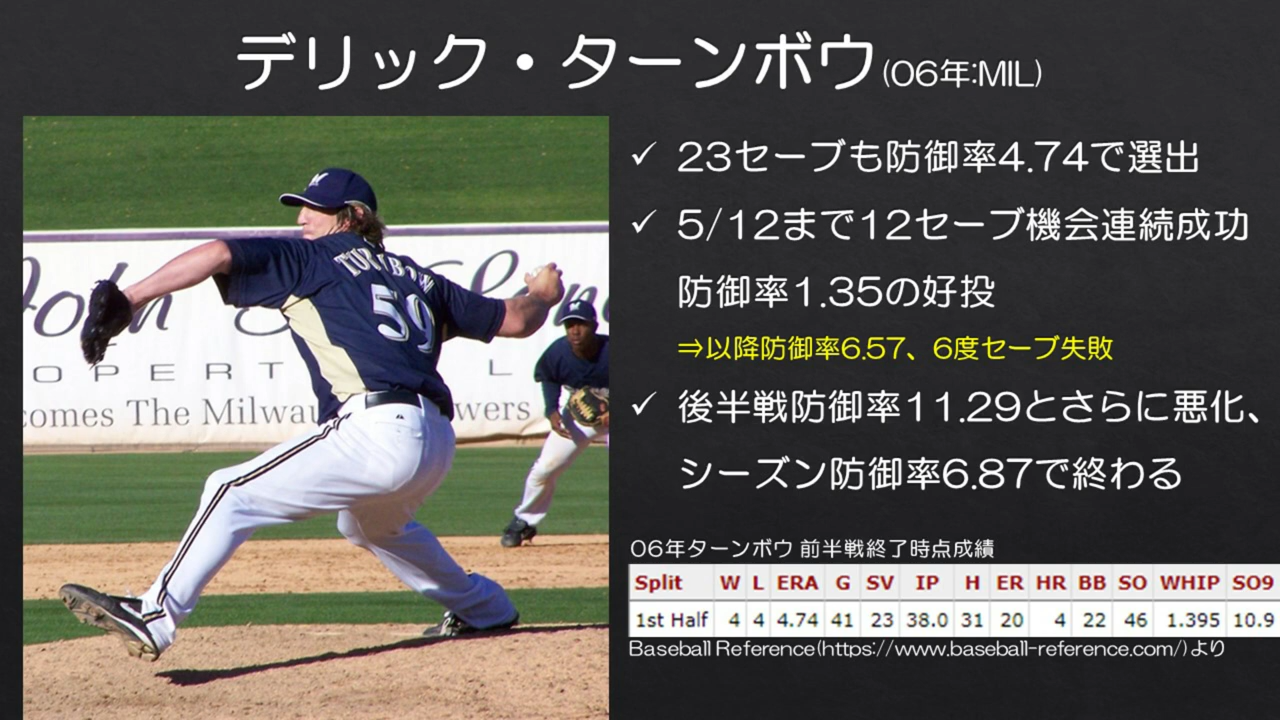 デリック・ターンボウ(06年:MIL)
✓ 23セーブも防御率4.74で選出
✓ 5/12まで12セーブ機会連続成功
防御率1.35の好投
⇒以降防御率6.57、6度セーブ失敗
✓ 後半戦防御率11.29とさらに悪化、
シーズン防御率6.87で終わる
06年ターンボウ 前半戦終了時点成績
Split W L ERA G SV IP H ER HR BB SO WHIP SO9
1st Half 4 4 4.74 41 23 38.0 31 20 4 22 46 1.395 10.9
Baseball Reference(https://www.baseball-reference.com/)より
M
59
John
OPERT L
comes The Milwau wers